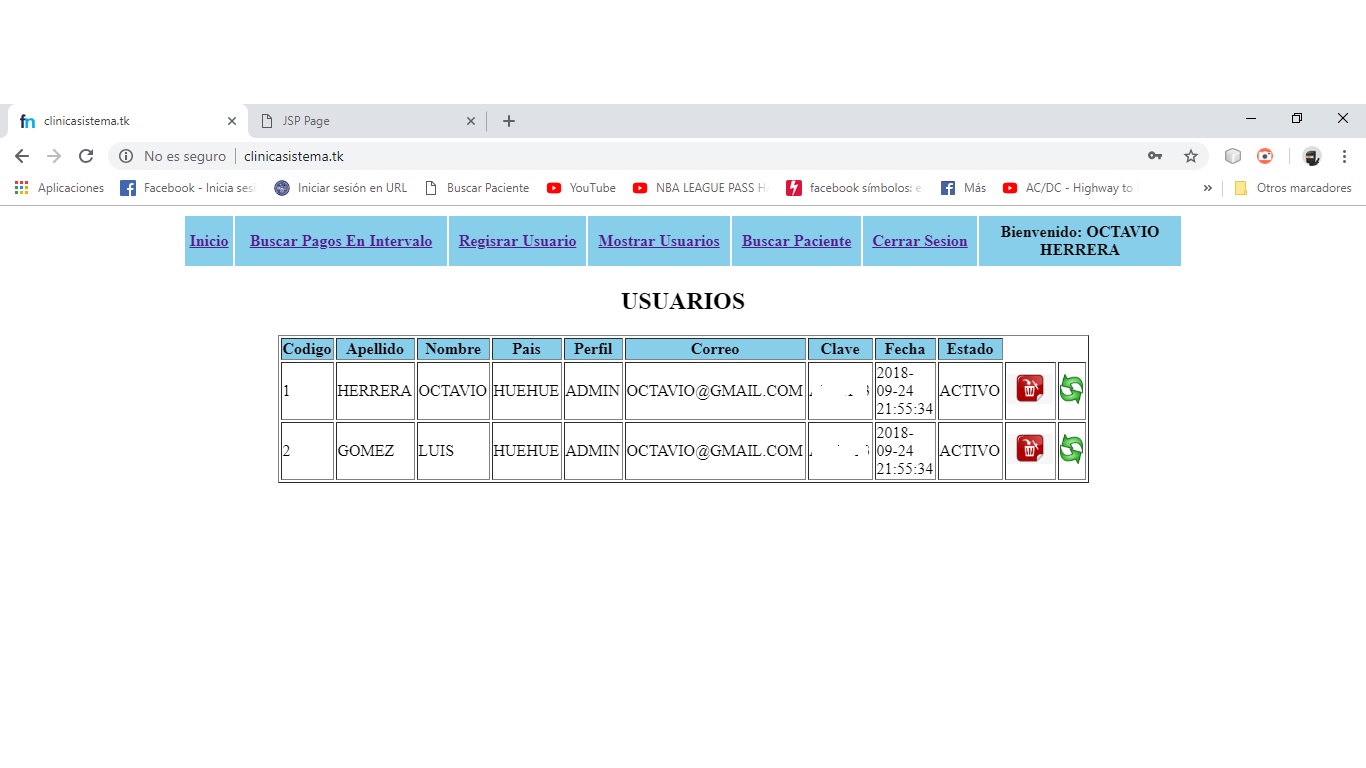 clinicasistema.tk
JSP Page
No es seguro clinicasistema.tk
Aplicaciones Facebook - Inicia Iniciar sesión en URL Buscar Paciente YouTube NBA LEAGUE PASS facebook símbolos: Más AC/DC - Highway to » Otros marcadores
Inicio Buscar Pagos En Intervalo Regisrar Usuario Mostrar Usuarios Buscar Paciente Cerrar Sesion Bienvenido: OCTAVIO
HERRERA
USUARIOS
Codigo Apellido Nombre Pais Perfil Correo Clave Fecha Estado
1 HERRERA OCTAVIO HUEHUE ADMIN OCTAVIO@GMAIL.COM 2018-
09-24
21:55:34 ACTIVO
2 GOMEZ LUIS HUEHUE ADMIN OCTAVIO@GMAIL.COM 2018-
09-24
21:55:34 ACTIVO